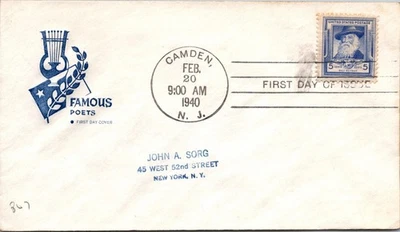 CAMDEN,
FEB.
20
9:00 AM
1940
N. J.
UNITED STATES POSTAGE
5 5
FIRST DAY OF ISSUE
FAMOUS
POETS
FIRST DAY COVER
JOHN A. SORG
45 WEST 52nd STREET
NEW YORK, N. Y.
867